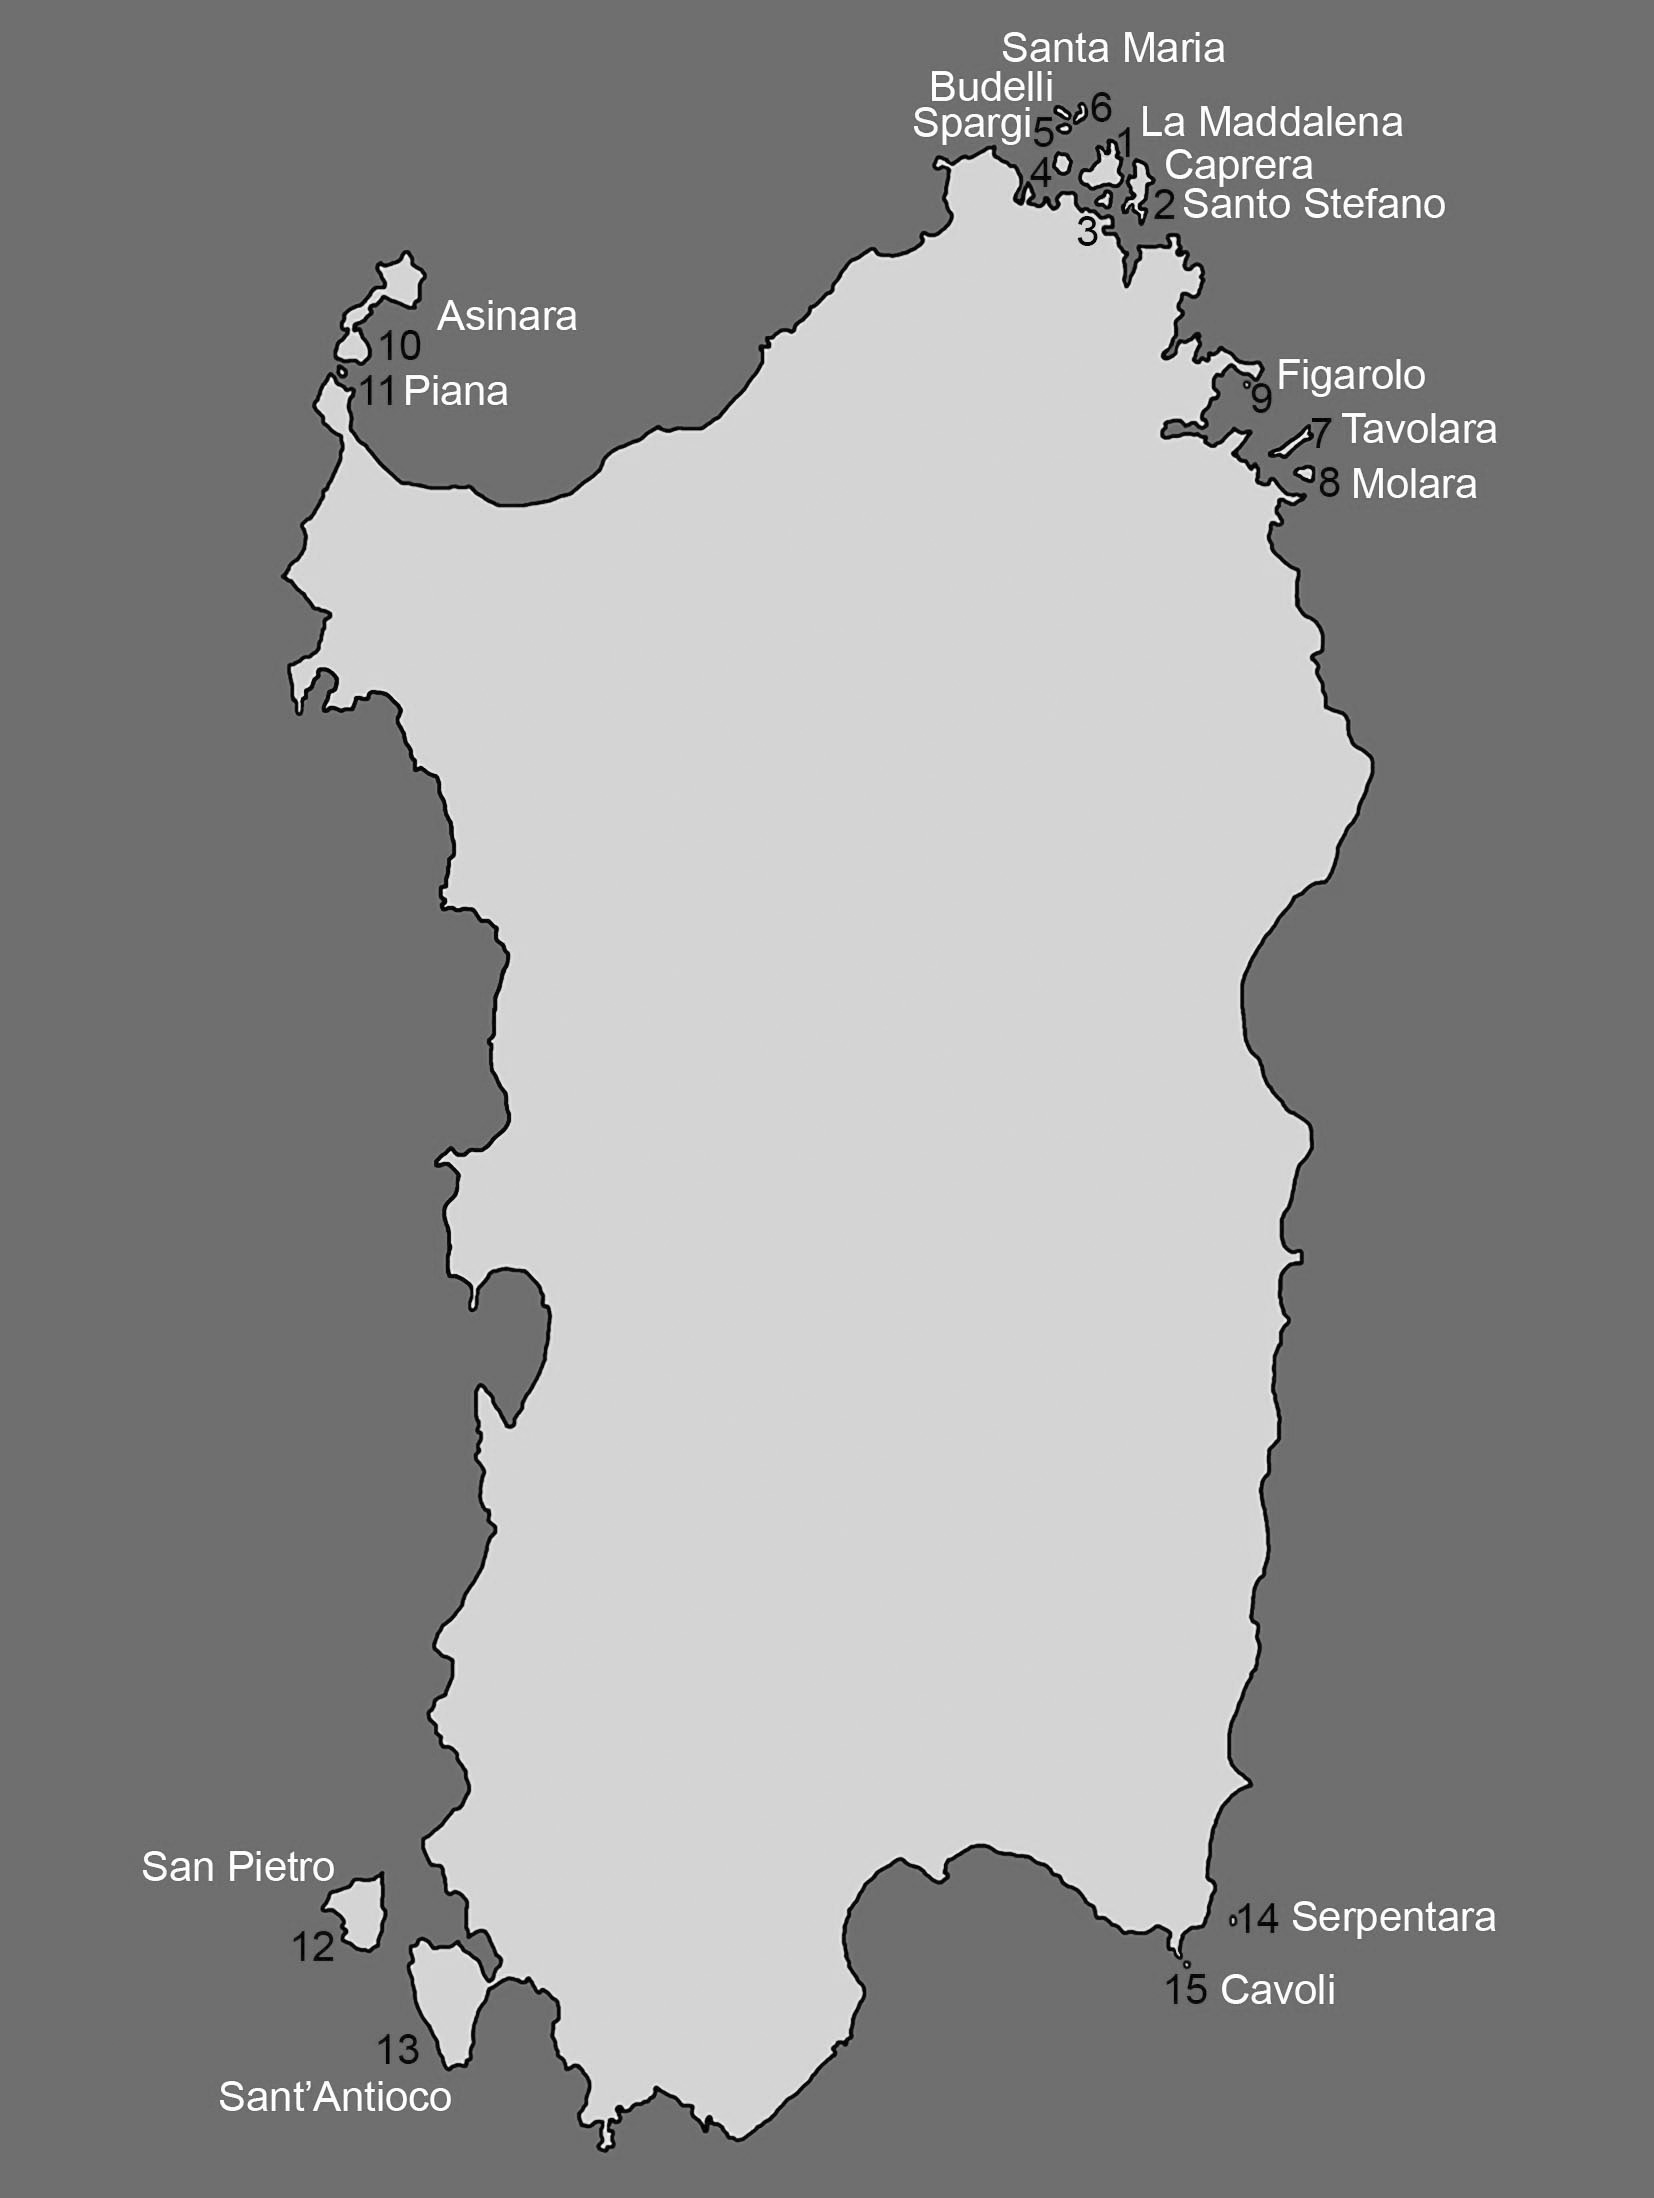 Santa Maria
Budelli
6
Spargi
5
1 La Maddalena
4
Caprera
2 Santo Stefano
3
Asinara
10
11 Piana
Figarolo
9
7 Tavolara
8 Molara
San Pietro
12
14 Serpentara
15 Cavoli
13
Sant’Antioco